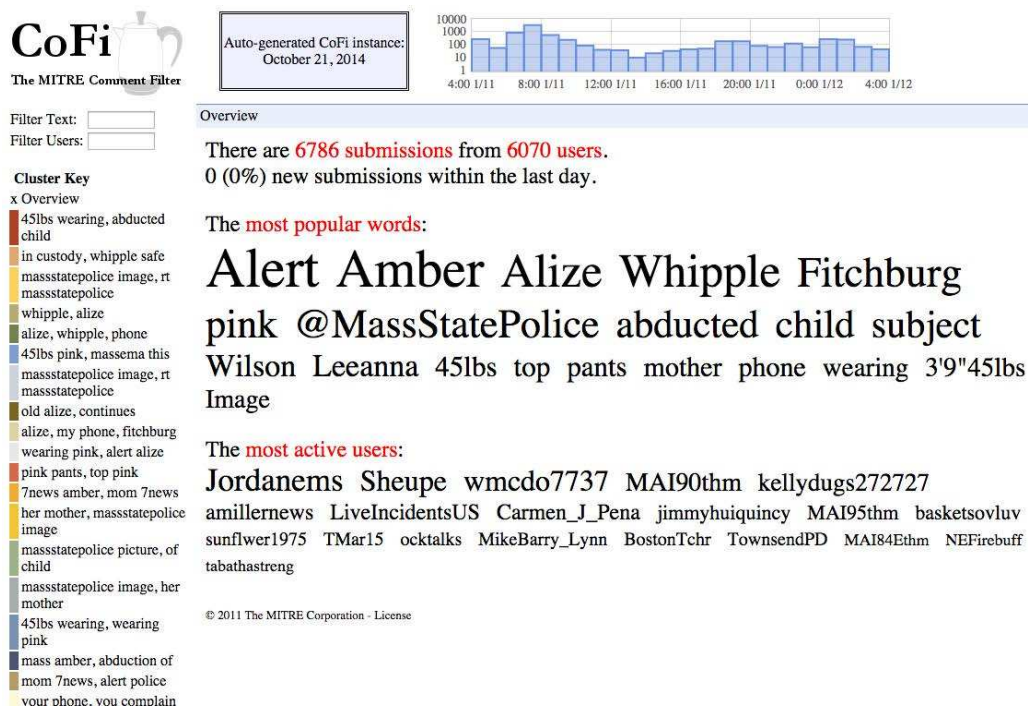 CoFi
The MITRE Comment Filter
Auto-generated CoFi instance:
October 21, 2014
10000
1000
100
10
1
4:00 1/11 8:00 1/11 12:00 1/11 16:00 1/11 20:00 1/11 0:00 1/12 4:00 1/12
Filter Text:
Filter Users:
Cluster Key
x Overview
45lbs wearing, abducted
child
in custody, whipple safe
massstatepolice image, rt
massstatepolice
whipple, alize
alize, whipple, phone
45lbs pink, massema this
massstatepolice image, rt
massstatepolice
old alize, continues
alize, my phone, fitchburg
wearing pink, alert alize
pink pants, top pink
7news amber, mom 7news
her mother, massstatepolice
image
massstatepolice picture, of
child
massstatepolice image, her
mother
45lbs wearing, wearing
pink
mass amber, abduction of
mom 7news, alert police
your phone, you complain
Overview
There are 6786 submissions from 6070 users.
0 (0%) new submissions within the last day.
The most popular words:
Alert Amber Alize Whipple Fitchburg
pink @MassStatePolice abducted child subject
Wilson Leeanna 45lbs top pants mother phone wearing 3'9"45lbs
Image
The most active users:
Jordanems Sheupe wmcdo7737 MAI90thm kellydugs272727
amillernews LiveIncidentsUS Carmen_J_Pena jimmyhuiquincy MAI95thm basketsovluv
sunflwer1975 TMar15 ocktalks MikeBarry_Lynn BostonTchr TownsendPD MAI84Ethm NEFirebuff
tabathastreng
© 2011 The MITRE Corporation - License